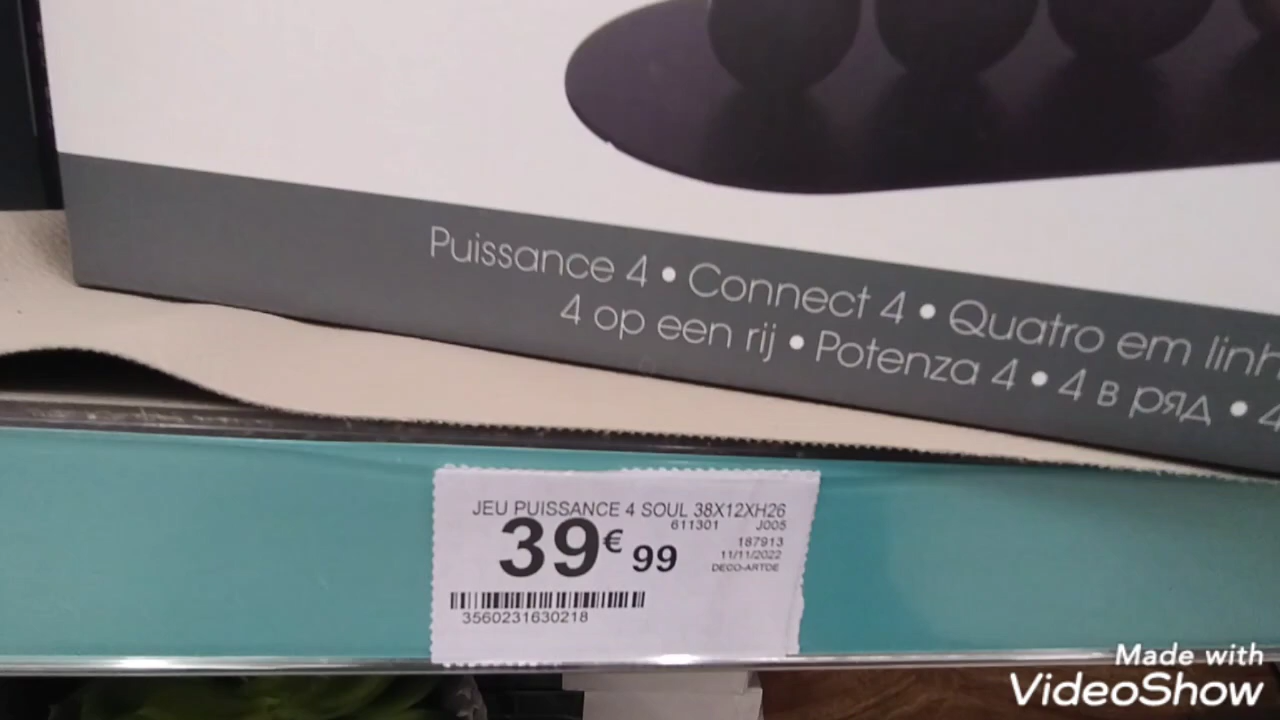 Puissance 4 • Connect 4 • Quatro em linh
4 op een rij • Potenza 4 • 4 в ряд • 4
JEU PUISSANCE 4 SOUL 38X12XH26
611301 J005
39€99
187913
11/11/2022
DECO-ARTDE
3560231630218
Made with
VideoShow